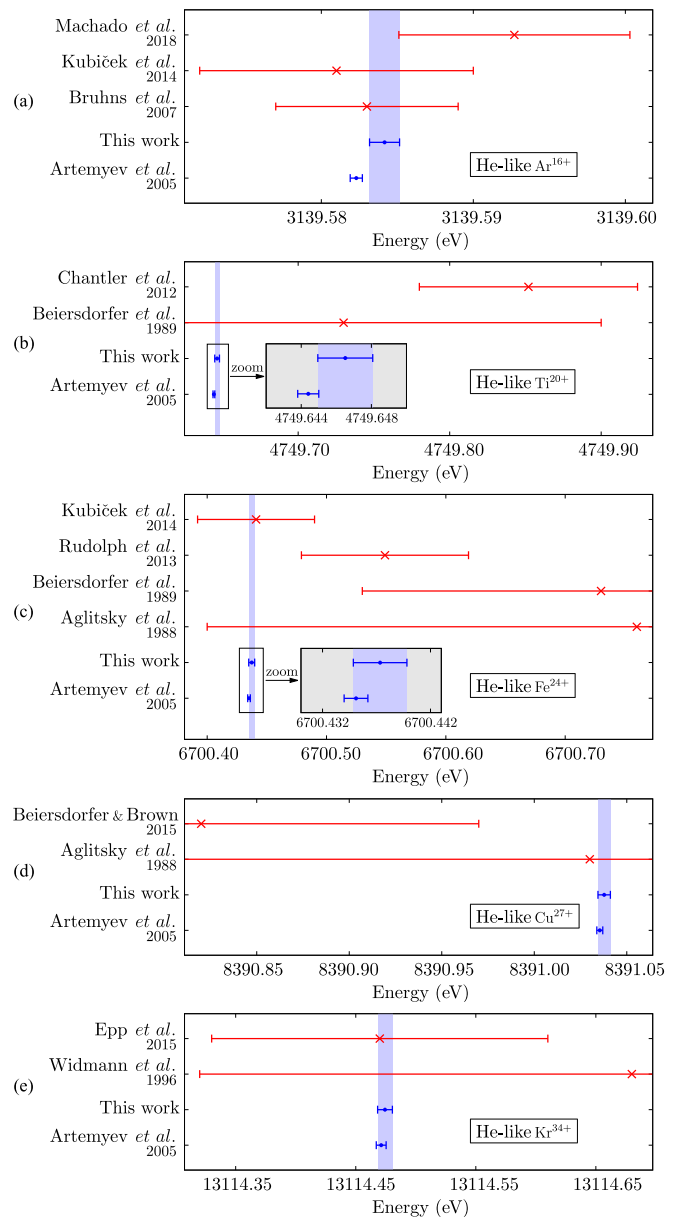 (a)
Machado et al.
2018
Kubiček et al.
2014
Bruhns et al.
2007
This work
Artemyev et al.
2005
He-like Ar16+
3139.58 3139.59 3139.60
Energy (eV)
(b)
Chantler et al.
2012
Beiersdorfer et al.
1989
This work
Artemyev et al.
2005
zoom
4749.644 4749.648
He-like Ti20+
4749.70 4749.80 4749.90
Energy (eV)
(c)
Kubiček et al.
2014
Rudolph et al.
2013
Beiersdorfer et al.
1989
Aglitsky et al.
1988
This work
Artemyev et al.
2005
zoom
6700.432 6700.442
He-like Fe24+
6700.40 6700.50 6700.60 6700.70
Energy (eV)
(d)
Beiersdorfer & Brown
2015
Aglitsky et al.
1988
This work
Artemyev et al.
2005
He-like Cu27+
8390.85 8390.90 8390.95 8391.00 8391.05
Energy (eV)
(e)
Epp et al.
2015
Widmann et al.
1996
This work
Artemyev et al.
2005
He-like Kr34+
13114.35 13114.45 13114.55 13114.65
Energy (eV)